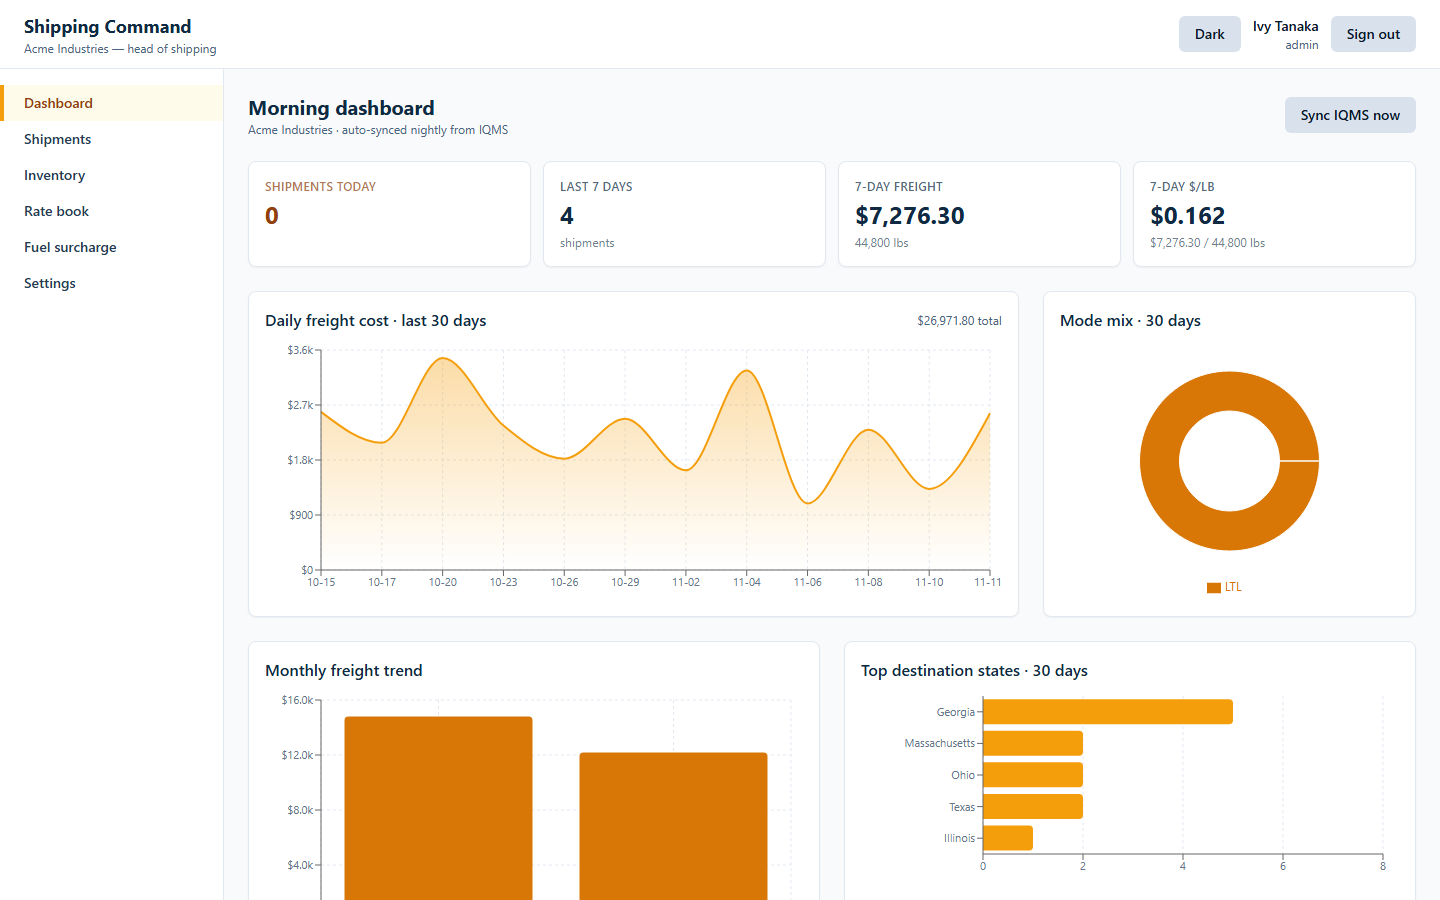 Shipping Command
Acme Industries — head of shipping
Dark
Ivy Tanaka
admin
Sign out
Dashboard
Shipments
Inventory
Rate book
Fuel surcharge
Settings
Morning dashboard
Acme Industries · auto-synced nightly from IQMS
Sync IQMS now
SHIPMENTS TODAY
0
LAST 7 DAYS
4
shipments
7-DAY FREIGHT
$7,276.30
44,800 lbs
7-DAY $/LB
$0.162
$7,276.30 / 44,800 lbs
Daily freight cost · last 30 days
$26,971.80 total
$3.6k
$2.7k
$1.8k
$900
$0
10-15 10-17 10-20 10-23 10-26 10-29 11-02 11-04 11-06 11-08 11-10 11-11
Mode mix · 30 days
LTL
Monthly freight trend
$16.0k
$12.0k
$8.0k
$4.0k
Top destination states · 30 days
Georgia
Massachusetts
Ohio
Texas
Illinois
0 2 4 6 8